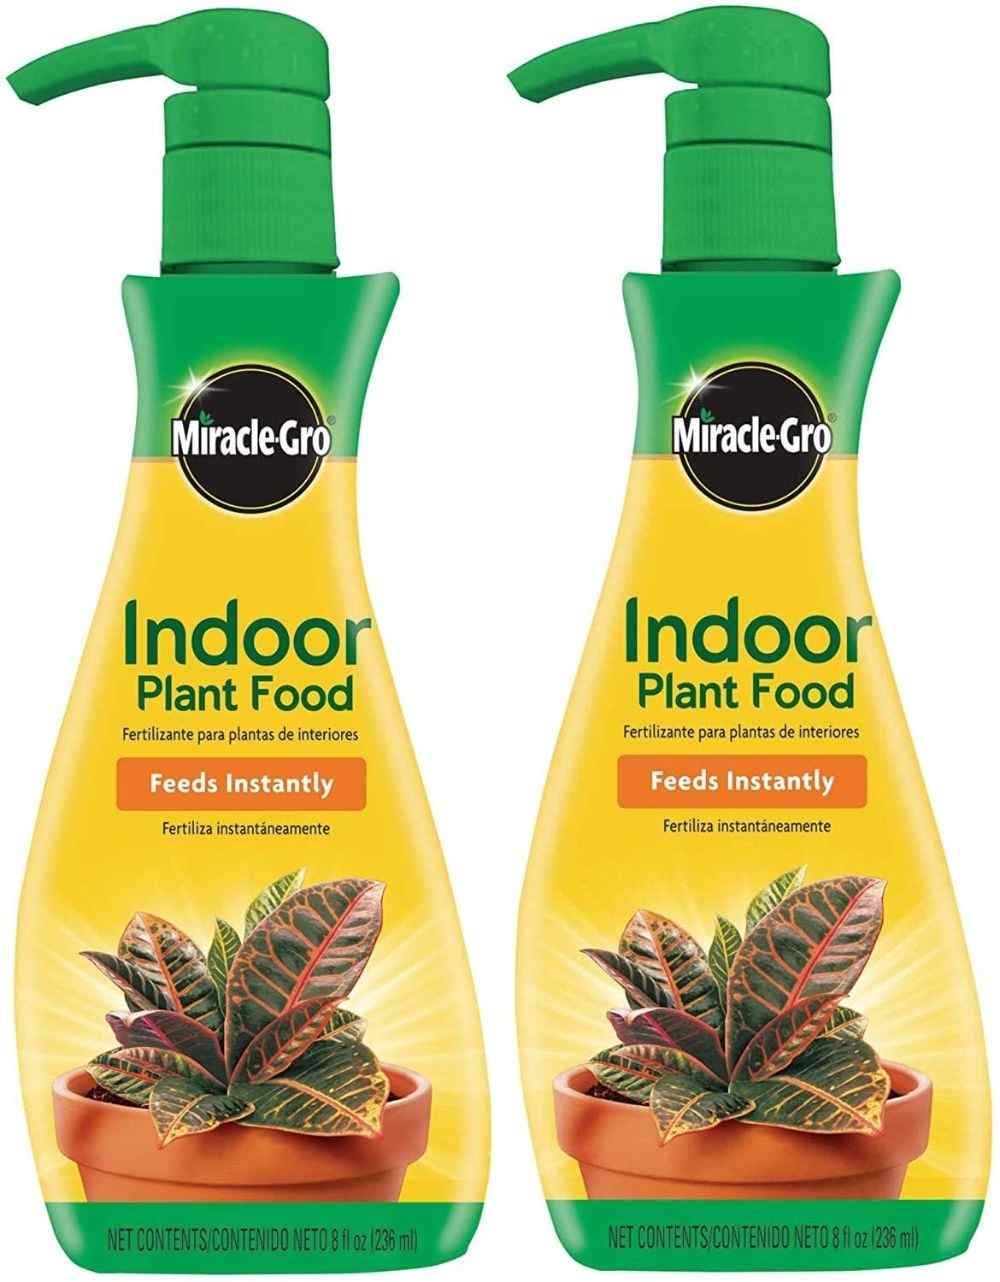 Miracle-Gro®
Indoor
Plant Food
Fertilizante para plantas de interiores
Feeds Instantly
Fertiliza instantáneamente
NET CONTENTS/CONTENIDO NETO 8 fl oz (236 ml)
Miracle-Gro®
Indoor
Plant Food
Fertilizante para plantas de interiores
Feeds Instantly
Fertiliza instantáneamente
NET CONTENTS/CONTENIDO NETO 8 fl oz (236 ml)